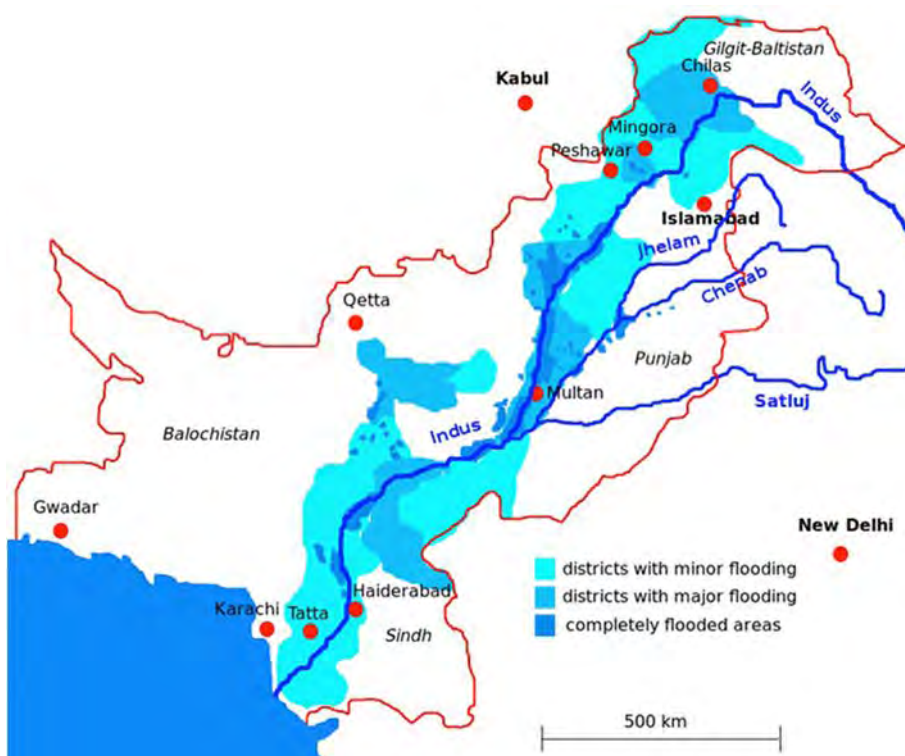 Gilgit-Baltistan
Chilas
Kabul
Indus
Mingora
Peshawar
Islamabad
Jhelam
Chenab
Qetta
Punjab
Multan
Satluj
Indus
Balochistan
Gwadar
New Delhi
districts with minor flooding
districts with major flooding
completely flooded areas
Haiderabad
Karachi
Tatta
Sindh
500 km